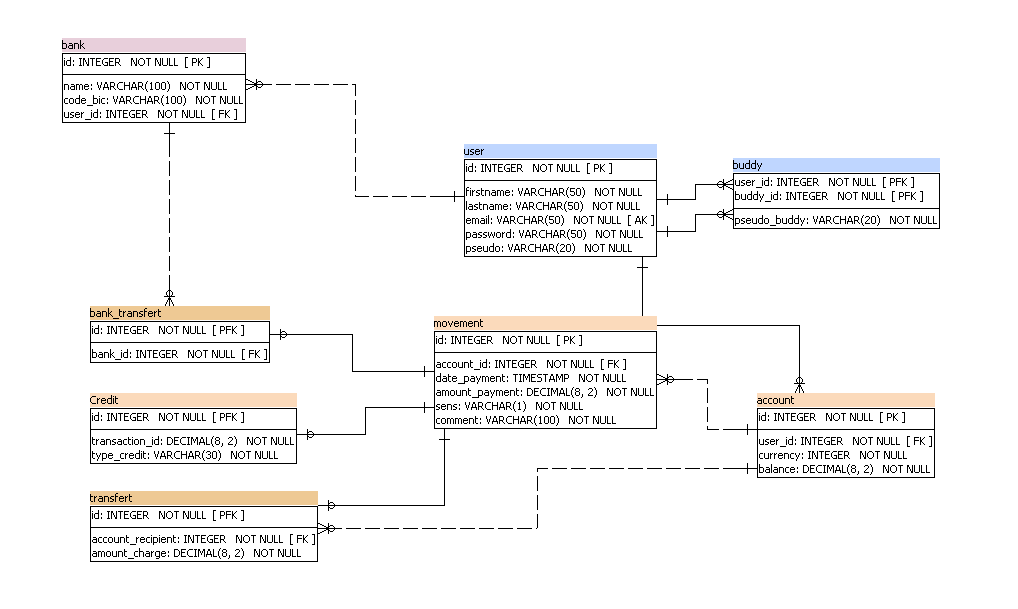 bank
id: INTEGER NOT NULL [ PK ]
name: VARCHAR(100) NOT NULL
code_bic: VARCHAR(100) NOT NULL
user_id: INTEGER NOT NULL [ FK ]
user
id: INTEGER NOT NULL [ PK ]
firstname: VARCHAR(50) NOT NULL
lastname: VARCHAR(50) NOT NULL
email: VARCHAR(50) NOT NULL [ AK ]
password: VARCHAR(50) NOT NULL
pseudo: VARCHAR(20) NOT NULL
buddy
user_id: INTEGER NOT NULL [ PFK ]
buddy_id: INTEGER NOT NULL [ PFK ]
pseudo_buddy: VARCHAR(20) NOT NULL
bank_transfert
id: INTEGER NOT NULL [ PFK ]
bank_id: INTEGER NOT NULL [ FK ]
movement
id: INTEGER NOT NULL [ PK ]
account_id: INTEGER NOT NULL [ FK ]
date_payment: TIMESTAMP NOT NULL
amount_payment: DECIMAL(8, 2) NOT NULL
sens: VARCHAR(1) NOT NULL
comment: VARCHAR(100) NOT NULL
Credit
id: INTEGER NOT NULL [ PFK ]
transaction_id: DECIMAL(8, 2) NOT NULL
type_credit: VARCHAR(30) NOT NULL
account
id: INTEGER NOT NULL [ PK ]
user_id: INTEGER NOT NULL [ FK ]
currency: INTEGER NOT NULL
balance: DECIMAL(8, 2) NOT NULL
transfert
id: INTEGER NOT NULL [ PFK ]
account_recipient: INTEGER NOT NULL [ FK ]
amount_charge: DECIMAL(8, 2) NOT NULL